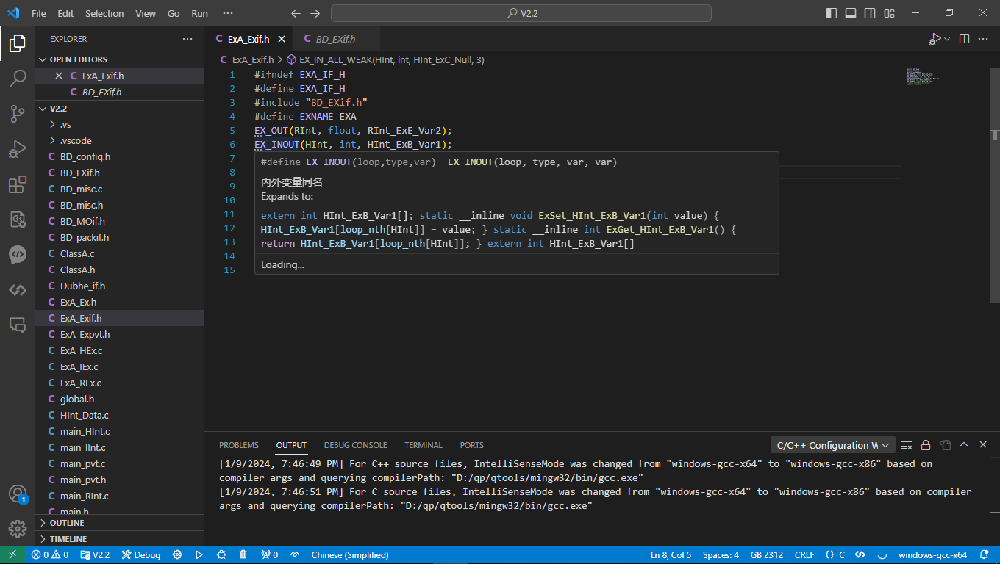 File Edit Selection View Go Run ··· V2.2
EXPLORER ···
OPEN EDITORS
ExA_Exif.h
BD_EXif.h
V2.2
.vs
.vscode
BD_config.h
BD_EXif.h
BD_misc.c
BD_misc.h
BD_MOif.h
BD_packif.h
ClassA.c
ClassA.h
Dubhe_if.h
ExA_Ex.h
ExA_Exif.h
ExA_Expvt.h
ExA_HEx.c
ExA_IEx.c
ExA_REx.c
global.h
HInt_Data.c
main_HInt.c
main_IInt.c
main_pvt.c
main_pvt.h
main_RInt.c
main.h
OUTLINE
TIMELINE
1
C ExA_Exif.h C BD_EXif.h
C ExA_Exif.h > EX_IN_ALL_WEAK(HInt, int, HInt_ExC_Null, 3)
1 #ifndef EXA_IF_H
2 #define EXA_IF_H
3 #include "BD_EXif.h"
4 #define EXNAME EXA
5 EX_OUT(RInt, float, RInt_ExE_Var2);
6 EX_INOUT(HInt, int, HInt_ExB_Var1);
7
8
9
10
11
12
13
14
15
#define EX_INOUT(loop,type,var) _EX_INOUT(loop, type, var, var)
内外变量同名
Expands to:
extern int HInt_ExB_Var1[]; static __inline void ExSet_HInt_ExB_Var1(int value) {
HInt_ExB_Var1[loop_nth[HInt]] = value; } static __inline int ExGet_HInt_ExB_Var1() {
return HInt_ExB_Var1[loop_nth[HInt]]; } extern int HInt_ExB_Var1[]
Loading...
PROBLEMS OUTPUT DEBUG CONSOLE TERMINAL PORTS C/C++ Configuration W
[1/9/2024, 7:46:49 PM] For C++ source files, IntelliSenseMode was changed from "windows-gcc-x64" to "windows-gcc-x86" based on
compiler args and querying compilerPath: "D:/qp/qtools/mingw32/bin/gcc.exe"
[1/9/2024, 7:46:51 PM] For C source files, IntelliSenseMode was changed from "windows-gcc-x64" to "windows-gcc-x86" based on compiler
args and querying compilerPath: "D:/qp/qtools/mingw32/bin/gcc.exe"
0 0 V2.2 Debug 0 Chinese (Simplified) Ln 8, Col 5 Spaces: 4 GB 2312 CRLF {} C windows-gcc-x64